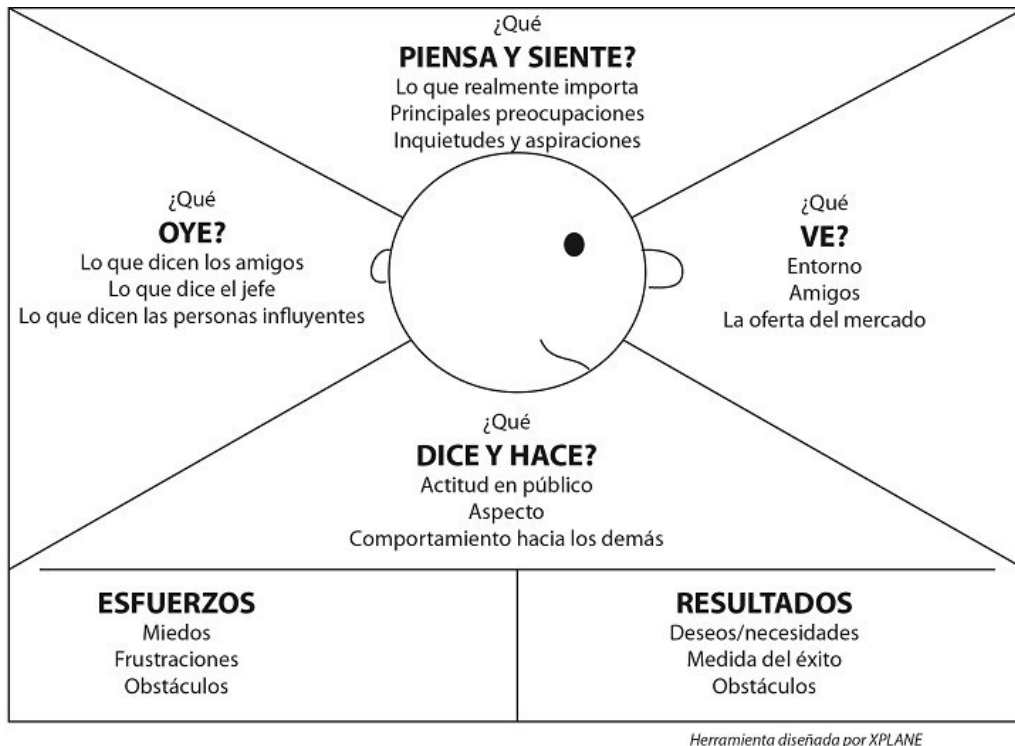 ¿Qué
PIENSA Y SIENTE?
Lo que realmente importa
Principales preocupaciones
Inquietudes y aspiraciones
¿Qué
OYE?
Lo que dicen los amigos
Lo que dice el jefe
Lo que dicen las personas influyentes
¿Qué
VE?
Entorno
Amigos
La oferta del mercado
¿Qué
DICE Y HACE?
Actitud en público
Aspecto
Comportamiento hacia los demás
ESFUERZOS
Miedos
Frustraciones
Obstáculos
RESULTADOS
Deseos/necesidades
Medida del éxito
Obstáculos
Herramienta diseñada por XPLANE